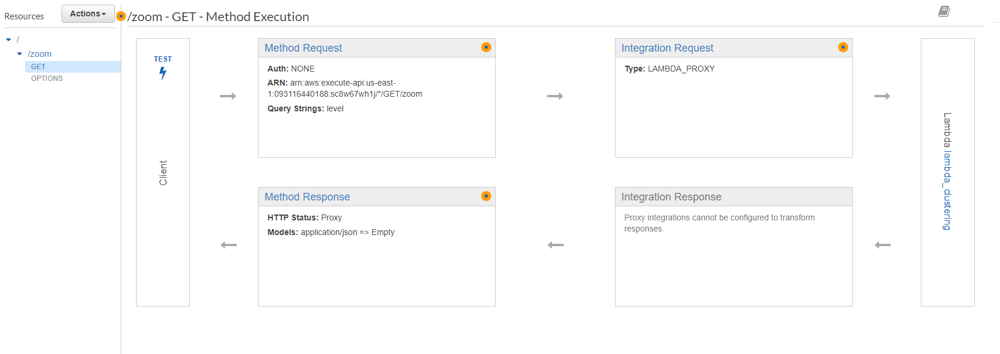 Resources
Actions
/zoom - GET - Method Execution
/
/zoom
GET
OPTIONS
TEST
Client
Method Request
Auth: NONE
ARN: arn:aws:execute-api:us-east-
1:093116440188:sc8w67wh1j/*/GET/zoom
Query Strings: level
Integration Request
Type: LAMBDA_PROXY
Lambda lambda_clustering
Method Response
HTTP Status: Proxy
Models: application/json => Empty
Integration Response
Proxy integrations cannot be configured to transform
responses.